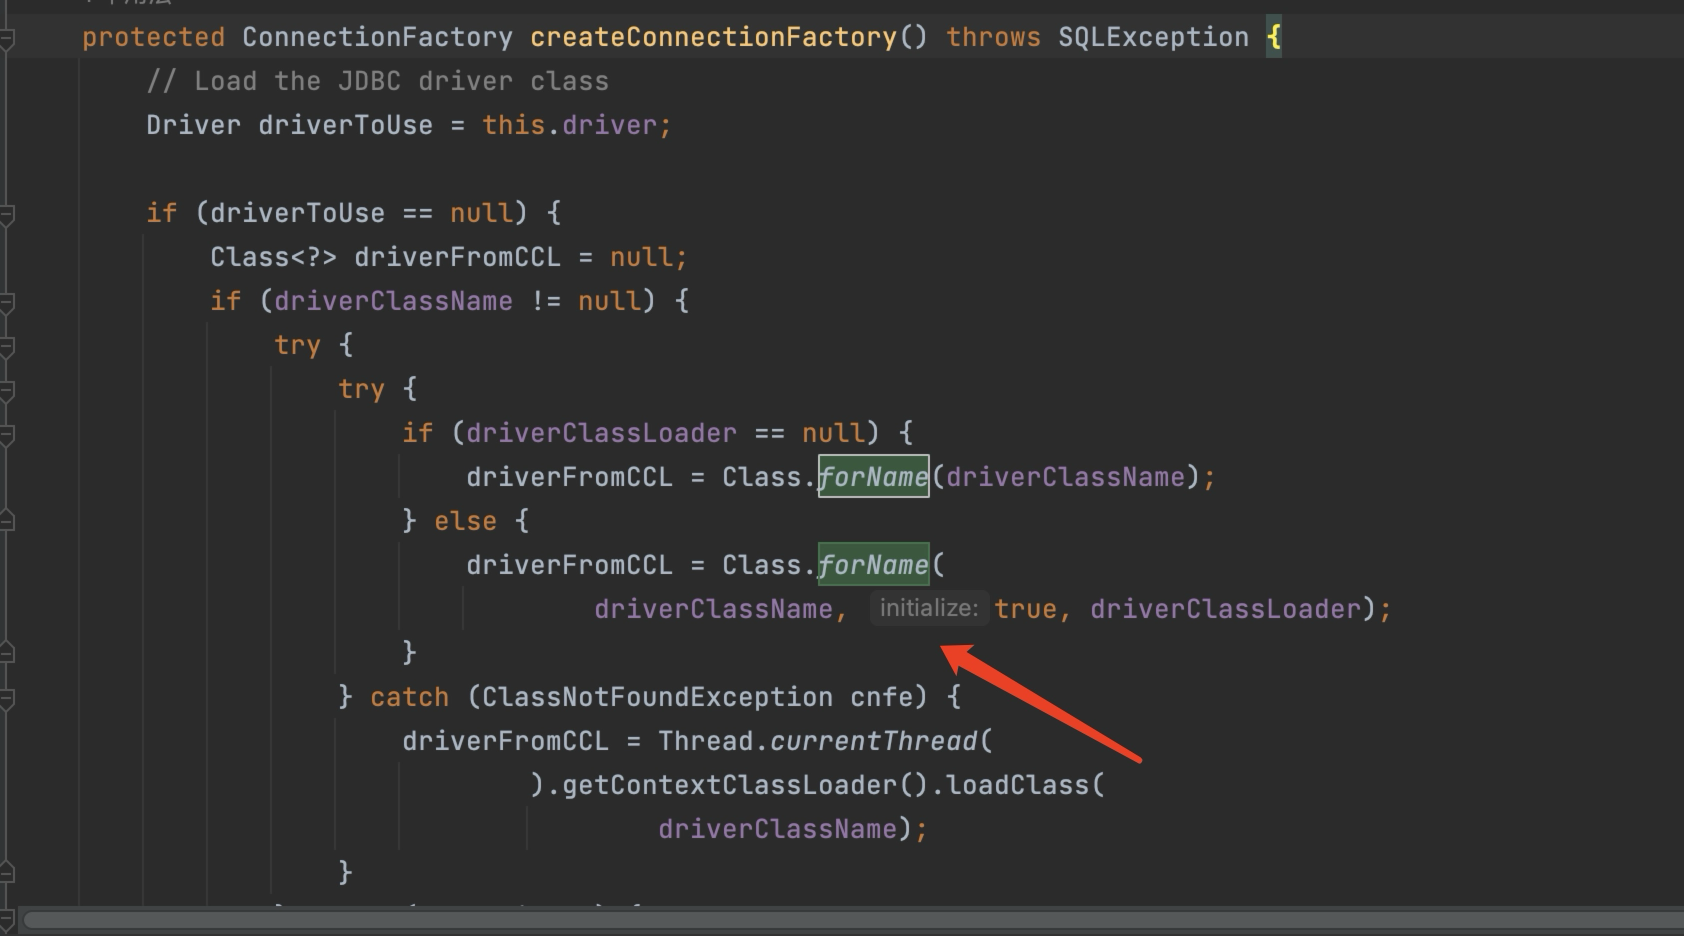 protected ConnectionFactory createConnectionFactory() throws SQLException {
// Load the JDBC driver class
Driver driverToUse = this.driver;
if (driverToUse == null) {
Class<?> driverFromCCL = null;
if (driverClassName != null) {
try {
try {
if (driverClassLoader == null) {
driverFromCCL = Class.forName(driverClassName);
} else {
driverFromCCL = Class.forName(
driverClassName, initialize: true, driverClassLoader);
}
} catch (ClassNotFoundException cnfe) {
driverFromCCL = Thread.currentThread(
).getContextClassLoader().loadClass(
driverClassName);
}